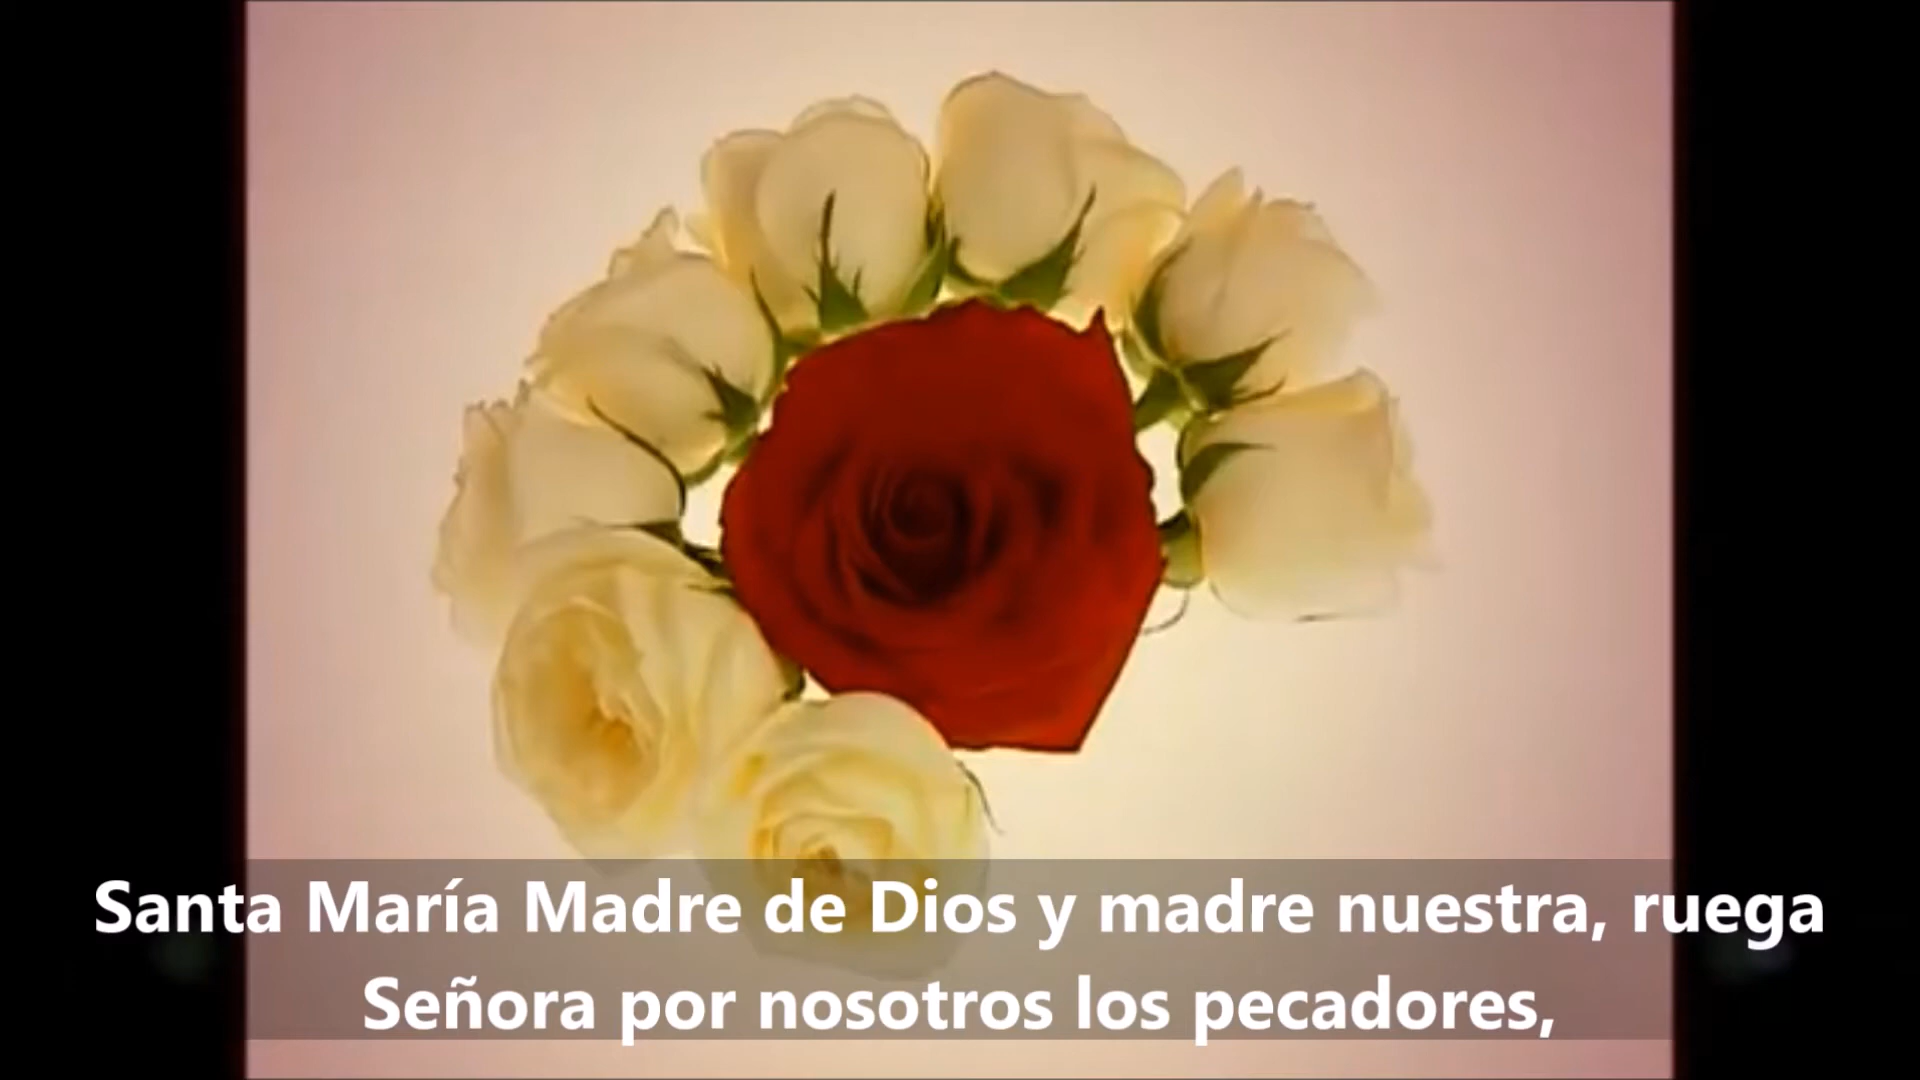 Santa María Madre de Dios y madre nuestra, ruega
Señora por nosotros los pecadores,